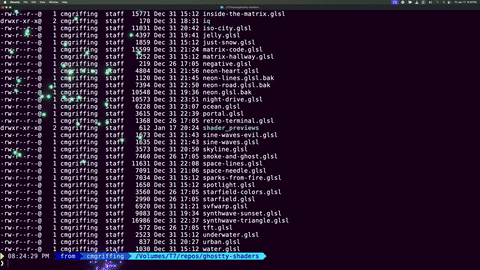 -rw-r--r--@ 1 cmgriffing staff 15771 Dec 31 15:12 inside-the-matrix.glsl
drwxr-xr-x@ 2 cmgriffing staff 170 Jan 11 18:31 iq
-rw-r--r--@ 1 cmgriffing staff 11031 Dec 31 20:42 iso-city.glsl
-rw-r--r--@ 1 cmgriffing staff 4397 Dec 31 19:41 jelly.glsl
-rw-r--r--@ 1 cmgriffing staff 1859 Dec 31 15:12 just-snow.glsl
-rw-r--r--@ 1 cmgriffing staff 15599 Dec 31 21:24 matrix-code.glsl
-rw-r--r--@ 1 cmgriffing staff 1252 Dec 31 15:12 matrix-hallway.glsl
-rw-r--r--@ 1 cmgriffing staff 219 Dec 26 17:05 negative.glsl
-rw-r--r--@ 1 cmgriffing staff 4804 Dec 31 11:56 neon-heart.glsl
-rw-r--r--@ 1 cmgriffing staff 1120 Dec 31 21:45 neon-lines.glsl.bak
-rw-r--r--@ 1 cmgriffing staff 7394 Dec 31 22:50 neon-road.glsl.bak
-rw-r--r--@ 1 cmgriffing staff 10548 Dec 31 19:36 neon.glsl.bak
-rw-r--r--@ 1 cmgriffing staff 10573 Dec 31 23:51 night-drive.glsl
-rw-r--r--@ 1 cmgriffing staff 6228 Dec 31 23:07 ocean.glsl
-rw-r--r--@ 1 cmgriffing staff 3615 Dec 31 22:39 portal.glsl
-rw-r--r--@ 1 cmgriffing staff 1368 Dec 26 17:05 retro-terminal.glsl
drwxr-xr-x@ 2 cmgriffing staff 612 Jan 17 20:24 shader_previews
-rw-r--r--@ 1 cmgriffing staff Dec 31 21:43 sine-waves-evil.glsl
-rw-r--r--@ 1 cmgriffing staff 1635 Dec 31 21:43 sine-waves.glsl
-rw-r--r--@ 1 cmgriffing staff 3573 Dec 31 20:50 skyline.glsl
-rw-r--r--@ 1 cmgriffing staff 7460 Dec 26 17:05 smoke-and-ghost.glsl
-rw-r--r--@ 1 cmgriffing staff 11631 Dec 31 22:08 space-lines.glsl
-rw-r--r--@ 1 cmgriffing staff 7091 Dec 31 23:38 space-needle.glsl
-rw-r--r--@ 1 cmgriffing staff 7034 Dec 31 15:12 sparks-from-fire.glsl
-rw-r--r--@ 1 cmgriffing staff 1650 Dec 31 15:12 spotlight.glsl
-rw-r--r--@ 1 cmgriffing staff 3560 Dec 26 17:05 starfield-colors.glsl
-rw-r--r--@ 1 cmgriffing staff 2990 Dec 26 17:05 starfield.glsl
-rw-r--r--@ 1 cmgriffing staff 6920 Dec 31 23:21 svfwarp.glsl
-rw-r--r--@ 1 cmgriffing staff 9083 Dec 31 19:34 synthwave-sunset.glsl
-rw-r--r--@ 1 cmgriffing staff 16986 Dec 31 22:37 synthwave-terrain.glsl
-rw-r--r--@ 1 cmgriffing staff 572 Dec 26 17:05 tft.glsl
-rw-r--r--@ 1 cmgriffing staff 2523 Dec 31 15:12 underwater.glsl
-rw-r--r--@ 1 cmgriffing staff 837 Dec 31 20:27 urban.glsl
-rw-r--r--@ 1 cmgriffing staff 1030 Dec 31 15:12 water.glsl
08:24:29 PM from cmgriffing /Volumes/T7/repos/ghostty-shaders